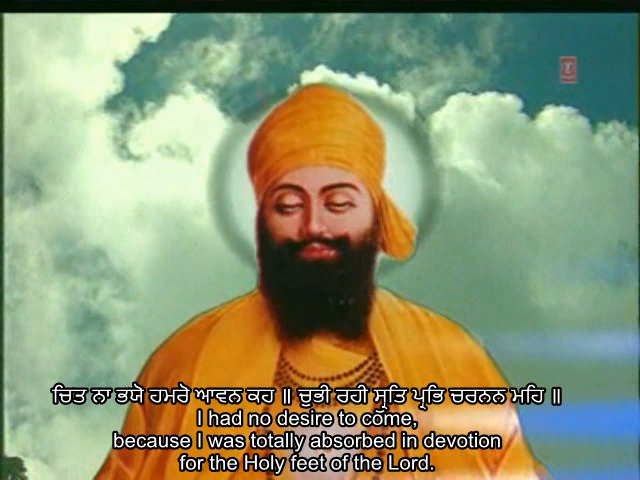 ਚਿਤ ਨਾ ਭਯੋ ਹਮਰੋ ਆਵਨ ਕਹ ॥ ਚੁਭੀ ਰਹੀ ਸ੍ਰੁਤਿ ਪ੍ਰਭਿ ਚਰਨਨ ਮਹਿ ॥
I had no desire to come,
because I was totally absorbed in devotion
for the Holy feet of the Lord.